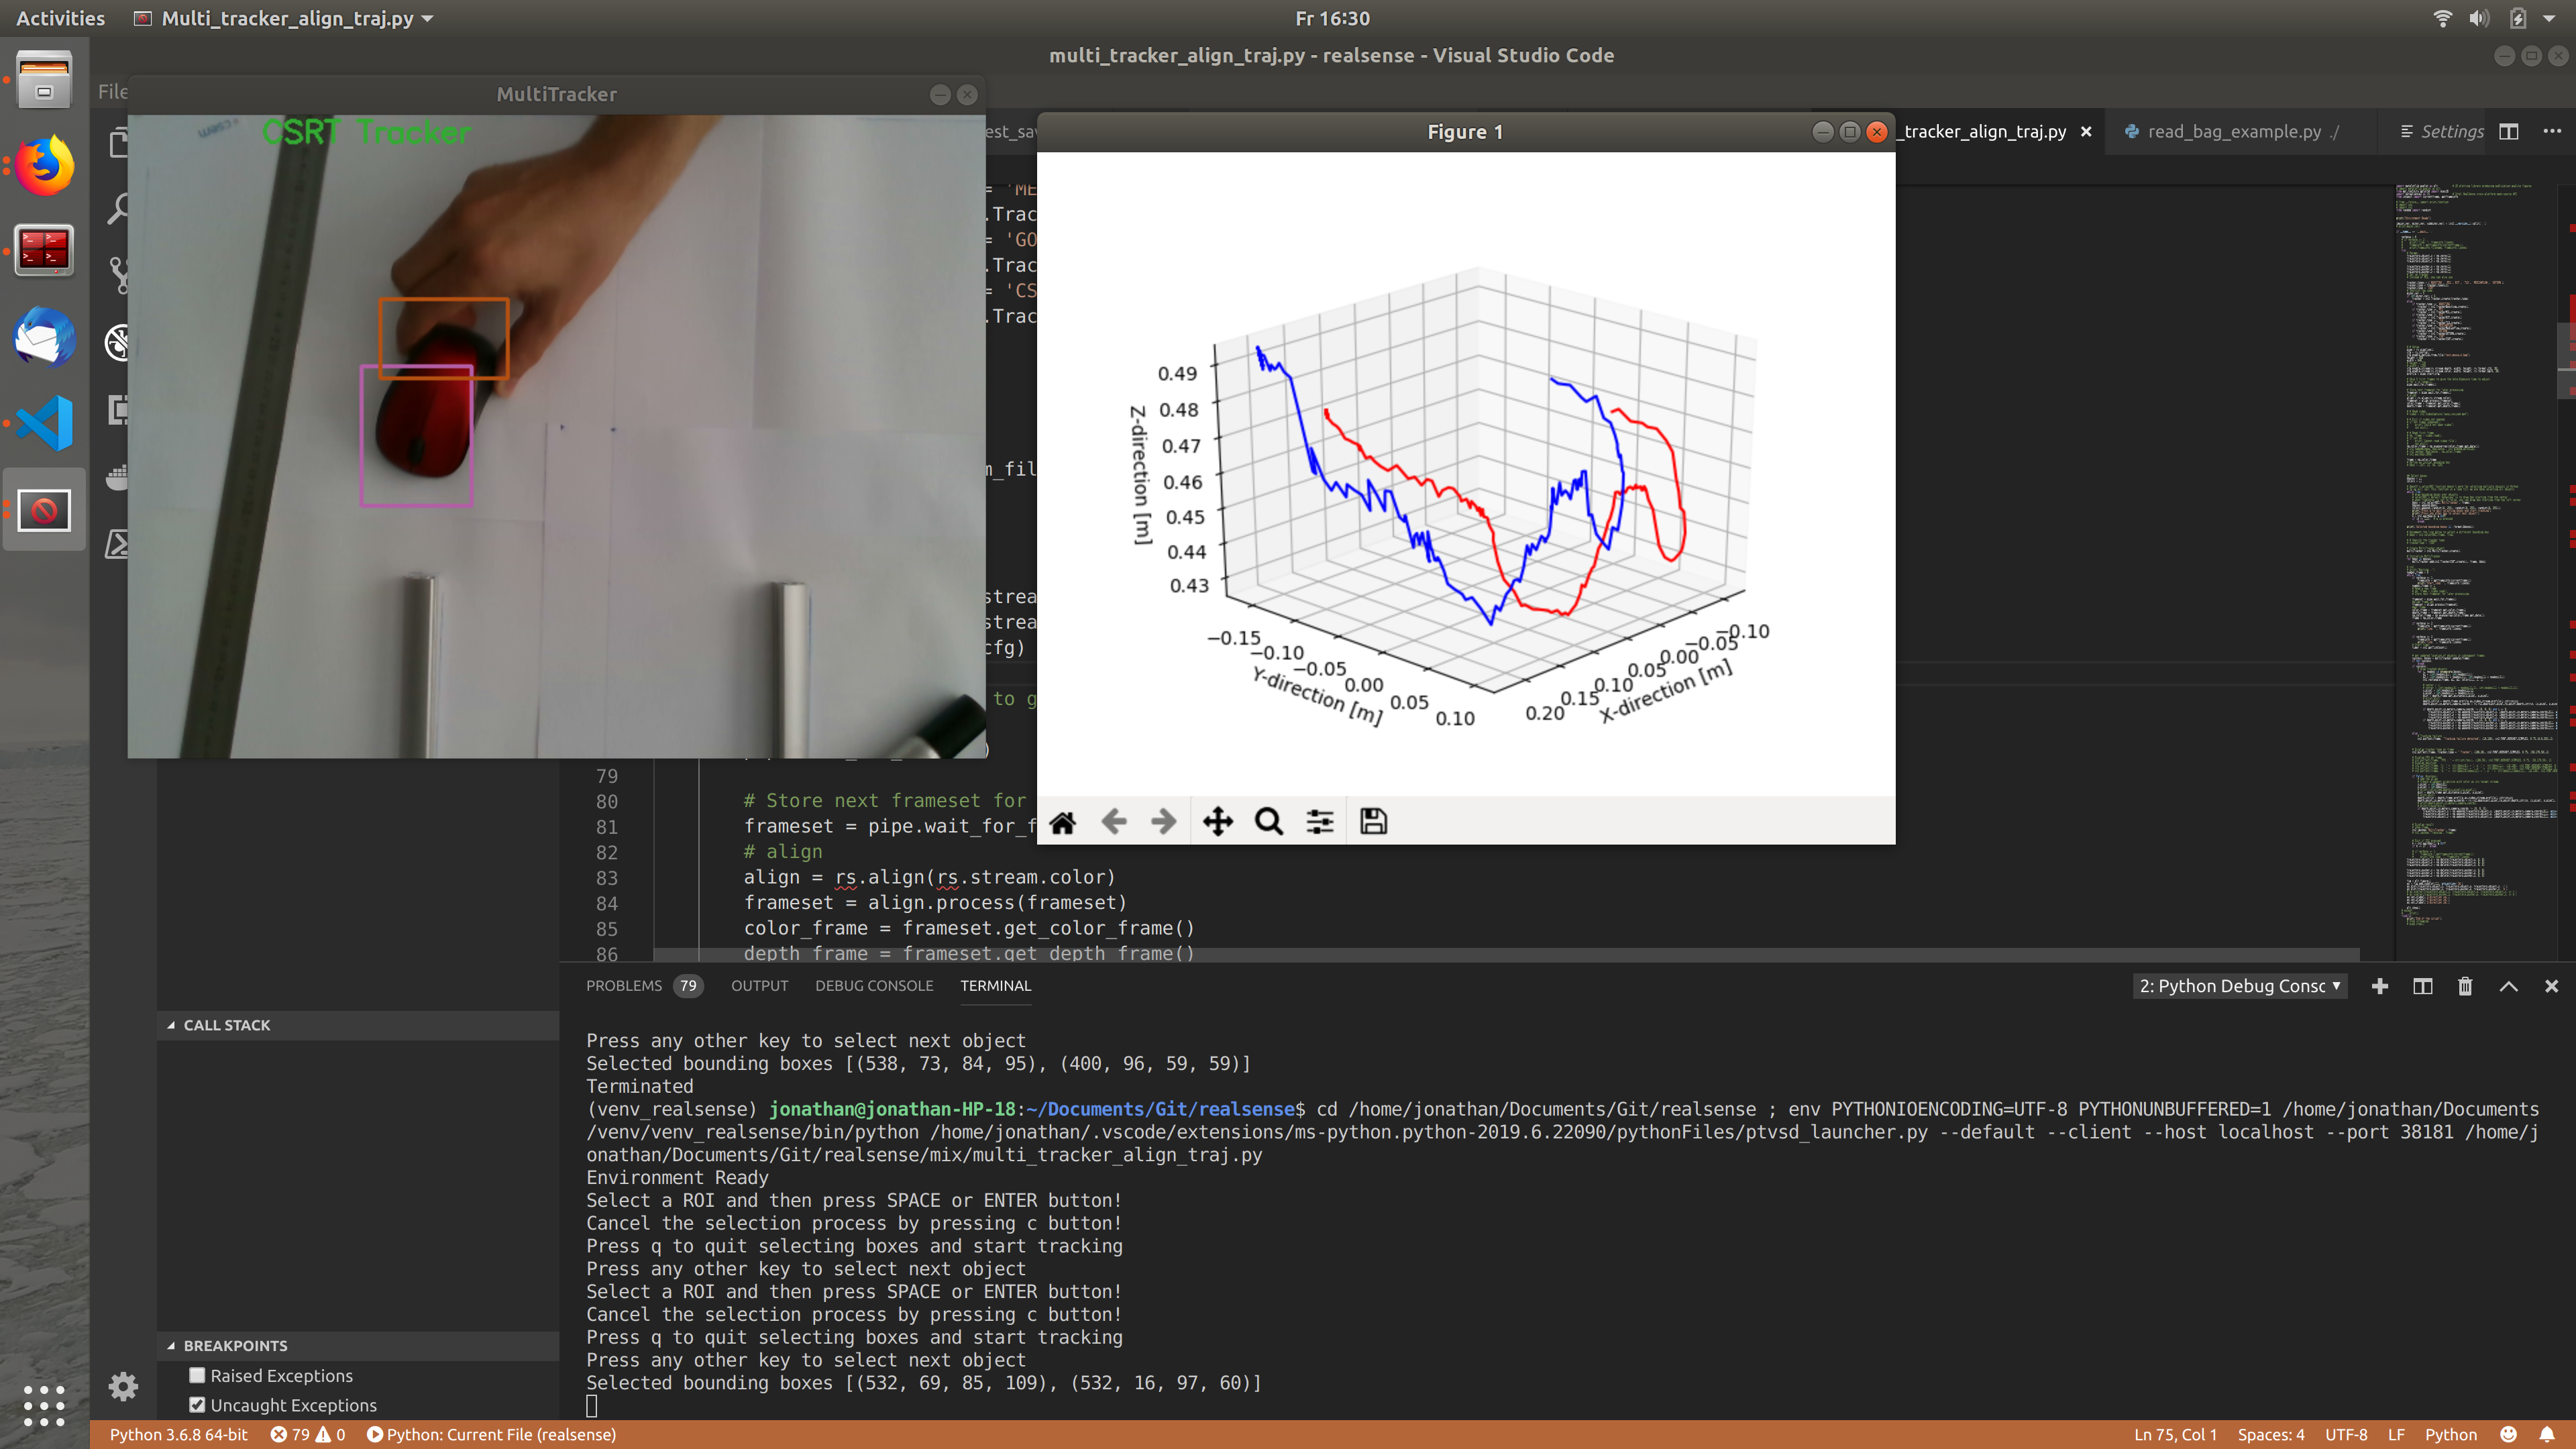 Activities
Multi_tracker_align_traj.py
Fr 16:30
multi_tracker_align_traj.py - realsense - Visual Studio Code
File
MultiTracker
CSRT Tracker
Figure 1
_tracker_align_traj.py
read_bag_example.py ./
Settings
est_sa
= 'ME
.Trac
= 'GO
.Trac
= 'CS
.Trac
m_fil
strea
strea
cfg)
to g
Z-direction [m]
0.49
0.48
0.47
0.46
0.45
0.44
0.43
−0.15
−0.10
−0.05
0.00
0.05
0.10
Y-direction [m]
0.20
0.15
0.10
0.05
0.00
−0.05
−0.10
X-direction [m]
79
80 # Store next frameset for
81 frameset = pipe.wait_for_f
82 # align
83 align = rs.align(rs.stream.color)
84 frameset = align.process(frameset)
85 color_frame = frameset.get_color_frame()
86 depth_frame = frameset.get_depth_frame()
PROBLEMS 79 OUTPUT DEBUG CONSOLE TERMINAL
2: Python Debug Consc
CALL STACK
Press any other key to select next object
Selected bounding boxes [(538, 73, 84, 95), (400, 96, 59, 59)]
Terminated
(venv_realsense) jonathan@jonathan-HP-18:~/Documents/Git/realsense$ cd /home/jonathan/Documents/Git/realsense ; env PYTHONIOENCODING=UTF-8 PYTHONUNBUFFERED=1 /home/jonathan/Documents
/venv/venv_realsense/bin/python /home/jonathan/.vscode/extensions/ms-python.python-2019.6.22090/pythonFiles/ptvsd_launcher.py --default --client --host localhost --port 38181 /home/j
onathan/Documents/Git/realsense/mix/multi_tracker_align_traj.py
Environment Ready
Select a ROI and then press SPACE or ENTER button!
Cancel the selection process by pressing c button!
Press q to quit selecting boxes and start tracking
Press any other key to select next object
Select a ROI and then press SPACE or ENTER button!
Cancel the selection process by pressing c button!
Press q to quit selecting boxes and start tracking
Press any other key to select next object
Selected bounding boxes [(532, 69, 85, 109), (532, 16, 97, 60)]
BREAKPOINTS
Raised Exceptions
Uncaught Exceptions
Python 3.6.8 64-bit 79 0 Python: Current File (realsense)
Ln 75, Col 1 Spaces: 4 UTF-8 LF Python